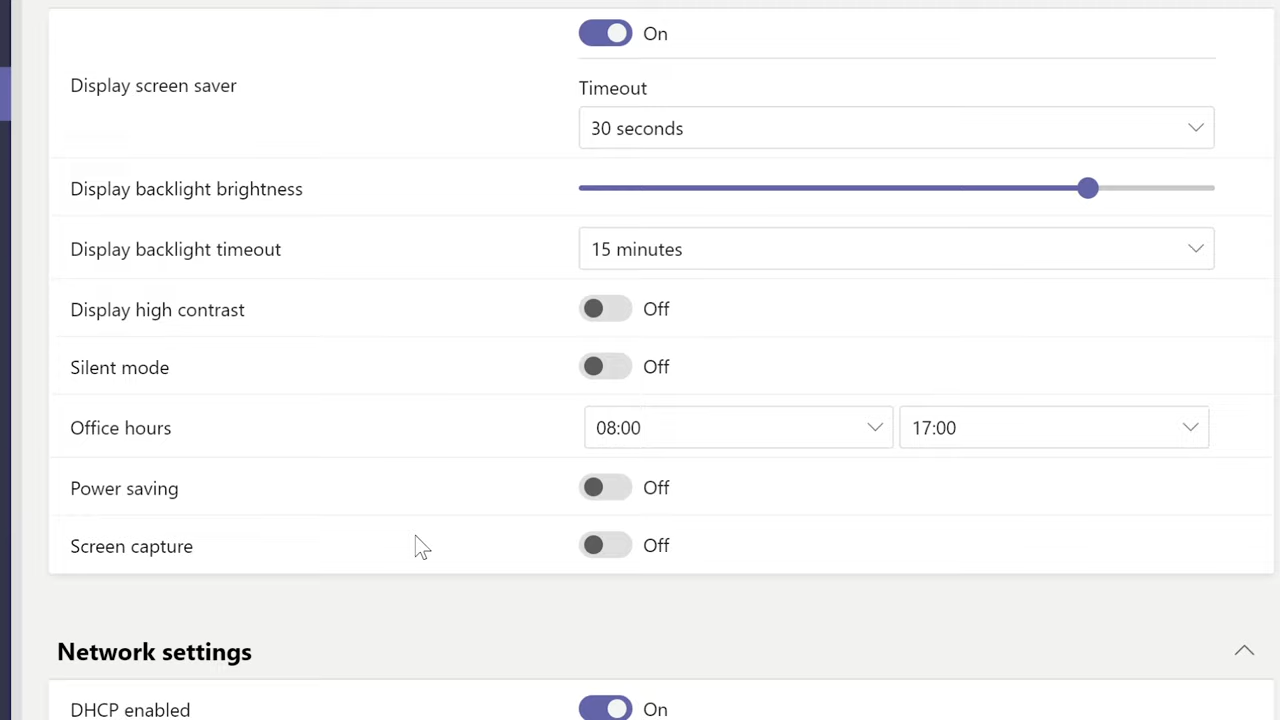 On
Display screen saver
Timeout
30 seconds
Display backlight brightness
Display backlight timeout
15 minutes
Display high contrast
Off
Silent mode
Off
Office hours
08:00
17:00
Power saving
Off
Screen capture
Off
Network settings
DHCP enabled
On